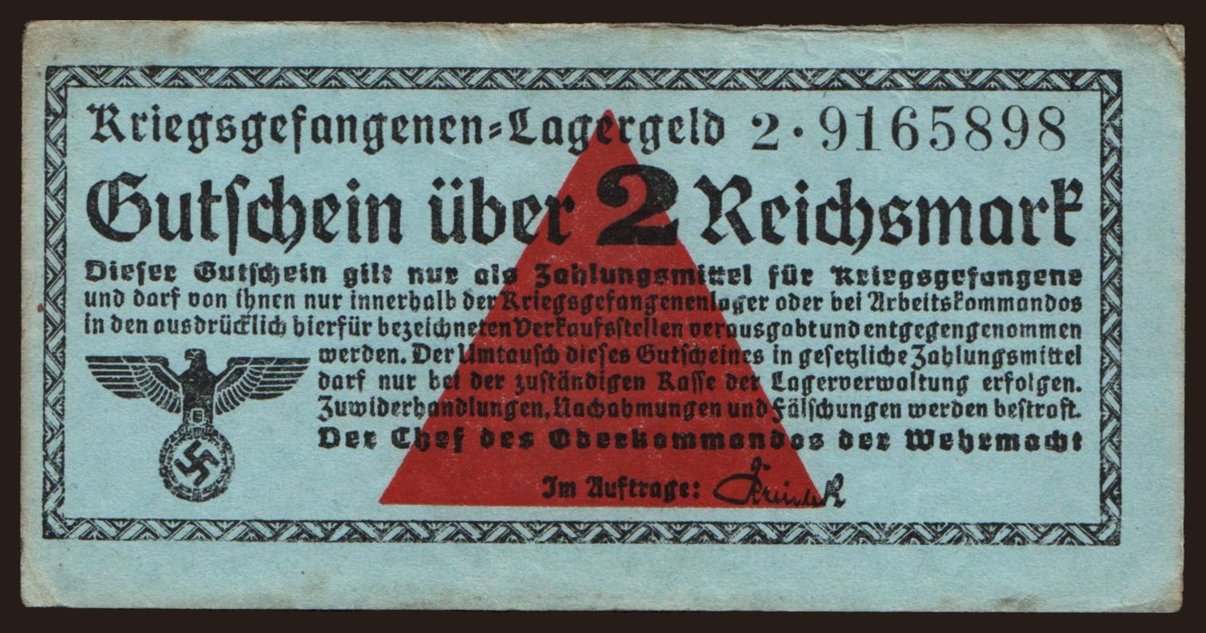 Kriegsgefangenen-Lagergeld 2 · 9165898
Gutschein über 2 Reichsmark
Dieser Gutschein gilt nur als Zahlungsmittel für Kriegsgefangene
und darf von ihnen nur innerhalb der Kriegsgefangenenlager oder bei Arbeitskommandos
in den ausdrücklich hierfür bezeichneten Verkaufsstellen verausgabt und entgegengenommen
werden. Der Umtausch dieses Gutscheines in gesetzliche Zahlungsmittel
darf nur bei der zuständigen Kasse der Lagerverwaltung erfolgen.
Zuwiderhandlungen, Nachahmungen und Fälschungen werden bestraft.
Der Chef des Oberkommandos der Wehrmacht
Im Auftrage: